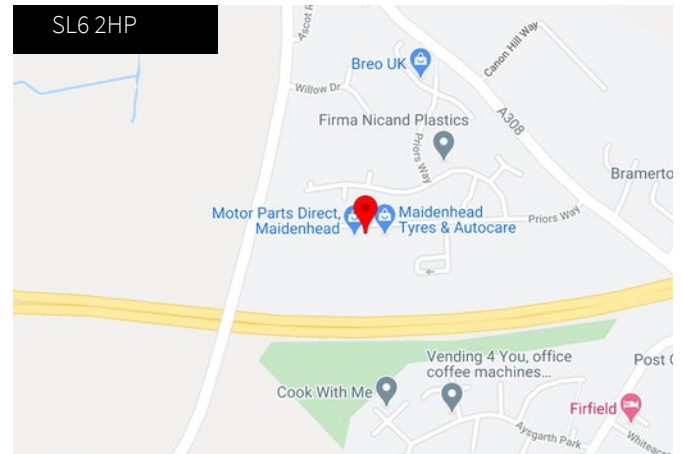 SL6 2HP
Ascot R
Canon Hill Way
Breo UK
Willow Dr
A308
Firma Nicand Plastics
Priors Way
Bramerto
Motor Parts Direct,
Maidenhead
Maidenhead
Tyres & Autocare
Priors Way
Vending 4 You, office
coffee machines...
Post O
Cook With Me
Firfield
Aysgarth Park
Whiteacr